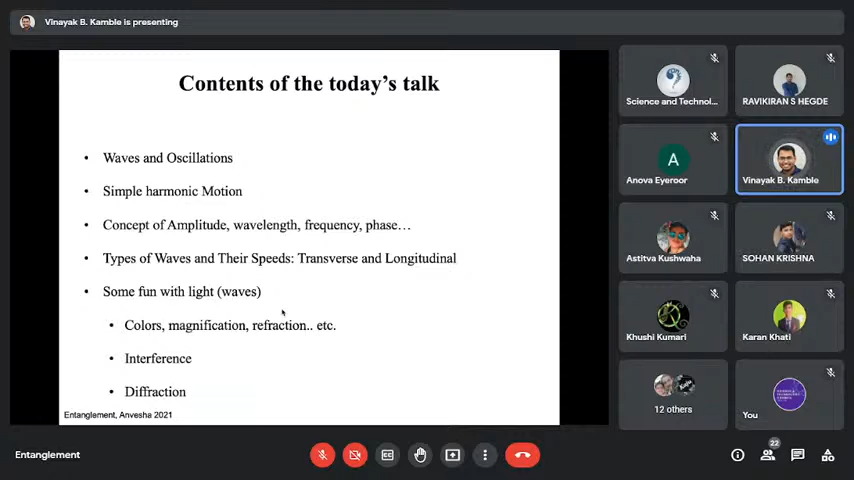 Vinayak B. Kamble is presenting
Contents of the today's talk
• Waves and Oscillations
• Simple harmonic Motion
• Concept of Amplitude, wavelength, frequency, phase…
• Types of Waves and Their Speeds: Transverse and Longitudinal
• Some fun with light (waves)
• Colors, magnification, refraction.. etc.
• Interference
• Diffraction
Entanglement, Anvesha 2021
Science and Technol...
RAVIKIRAN S HEGDE
A
Anova Eyeroor
Vinayak B. Kamble
Astitva Kushwaha
SOHAN KRISHNA
Khushi Kumari
Karan Khati
12 others
You
Entanglement
22